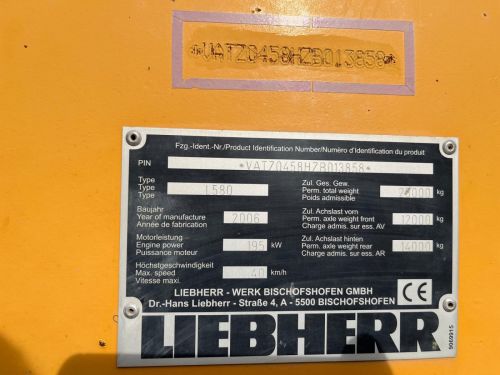 *VATZ0458HZB013858*
Fzg.-Ident.-Nr./Product Identification Number/Numéro d'Identification du produit
PIN *VATZ0458HZB013858*
Type
Type L580
Type
Zul. Ges. Gew.
Perm. total weight kg
Poids admissible
Baujahr
Year of manufacture 2006
Année de fabrication
Zul. Achslast vorn
Perm. axle weight front 12000 kg
Charge admis. sur ess. AV
Motorleistung
Engine power 195 kW
Puissance moteur
Zul. Achslast hinten
Perm. axle weight rear 14000 kg
Charge admis. sur ess. AR
Höchstgeschwindigkeit
Max. speed 40 km/h
Vitesse maxi.
LIEBHERR - WERK BISCHOFSHOFEN GMBH
Dr.-Hans Liebherr - Straße 4, A - 5500 BISCHOFSHOFEN
CE
LIEBHERR
9069915